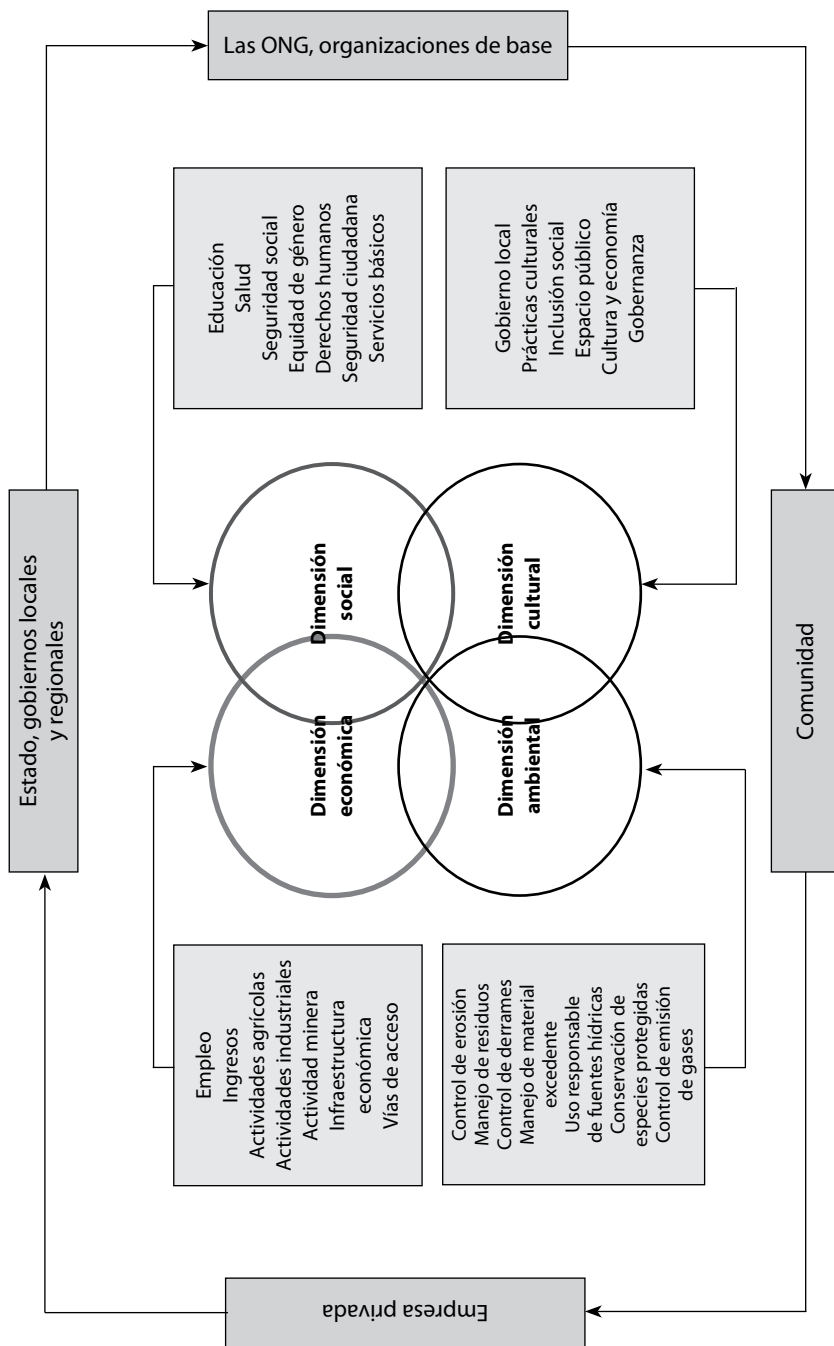 Estado, gobiernos locales
y regionales
Las ONG, organizaciones de base
Educación
Salud
Seguridad social
Equidad de género
Derechos humanos
Seguridad ciudadana
Servicios básicos
Gobierno local
Prácticas culturales
Inclusión social
Espacio público
Cultura y economía
Gobernanza
Dimensión
económica
Dimensión
social
Dimensión
ambiental
Dimensión
cultural
Empleo
Ingresos
Actividades agrícolas
Actividades industriales
Actividad minera
Infraestructura
económica
Vías de acceso
Control de erosión
Manejo de residuos
Control de derrames
Manejo de material
excedente
Uso responsable
de fuentes hídricas
Conservación de
especies protegidas
Control de emisión
de gases
Empresa privada
Comunidad